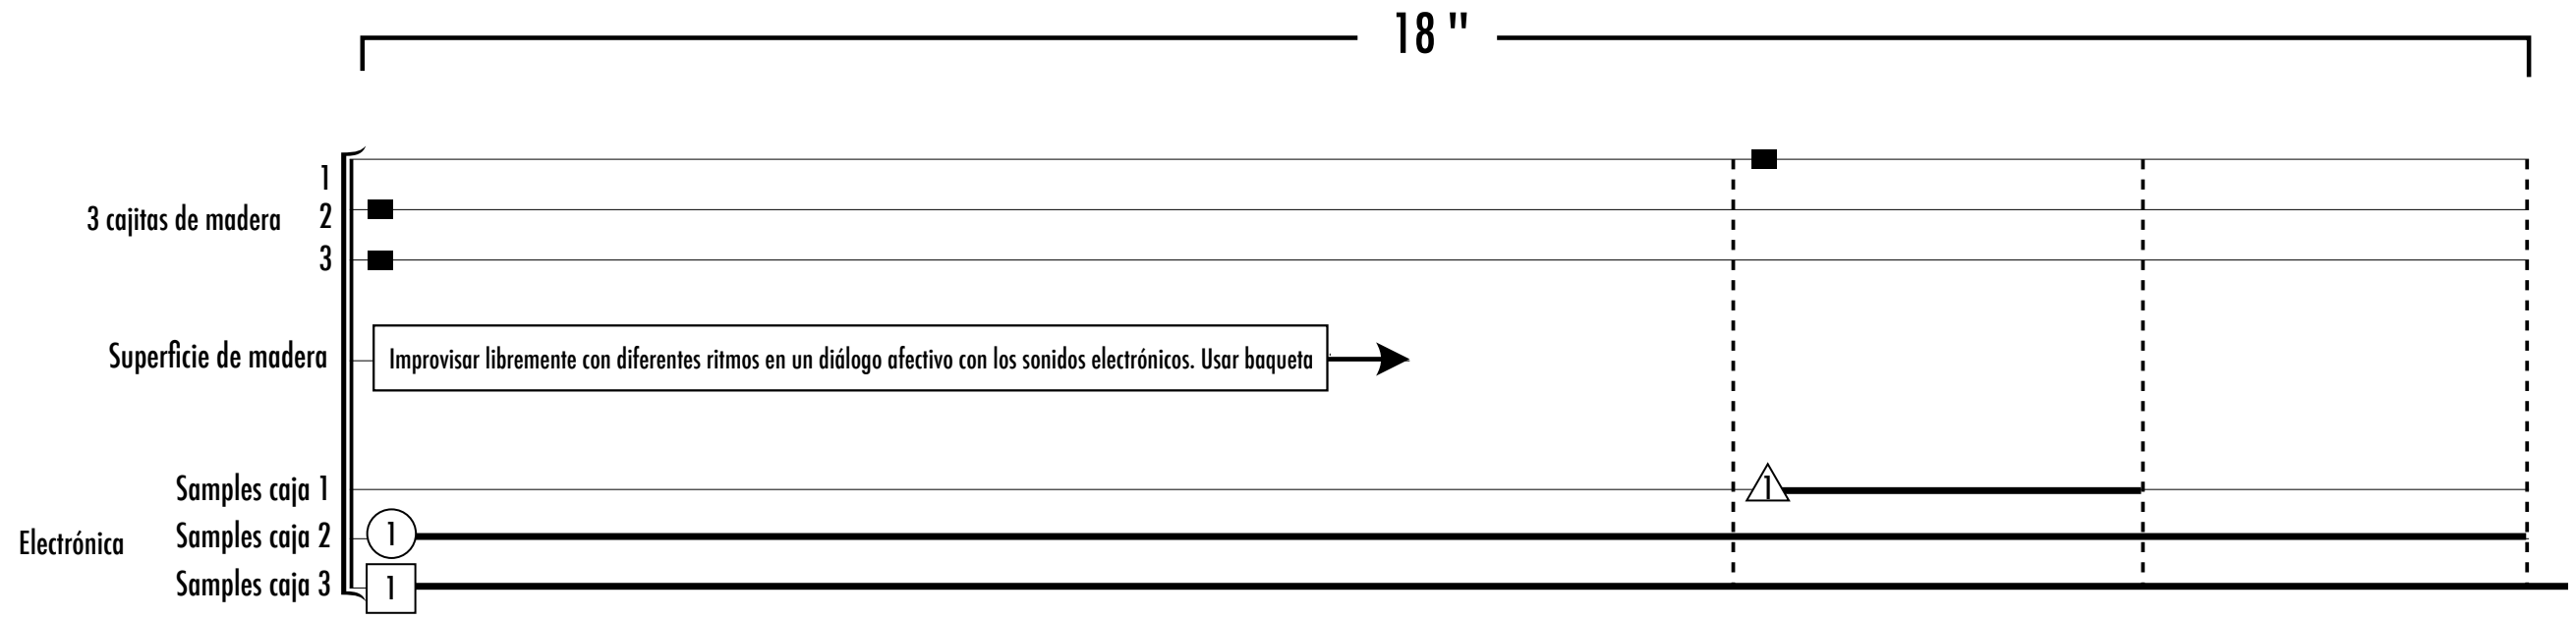 18 "
1
3 cajitas de madera 2
3
Superficie de madera Improvisar libremente con diferentes ritmos en un diálogo afectivo con los sonidos electrónicos. Usar baqueta
Samples caja 1 1
Electrónica Samples caja 2 1
Samples caja 3 1